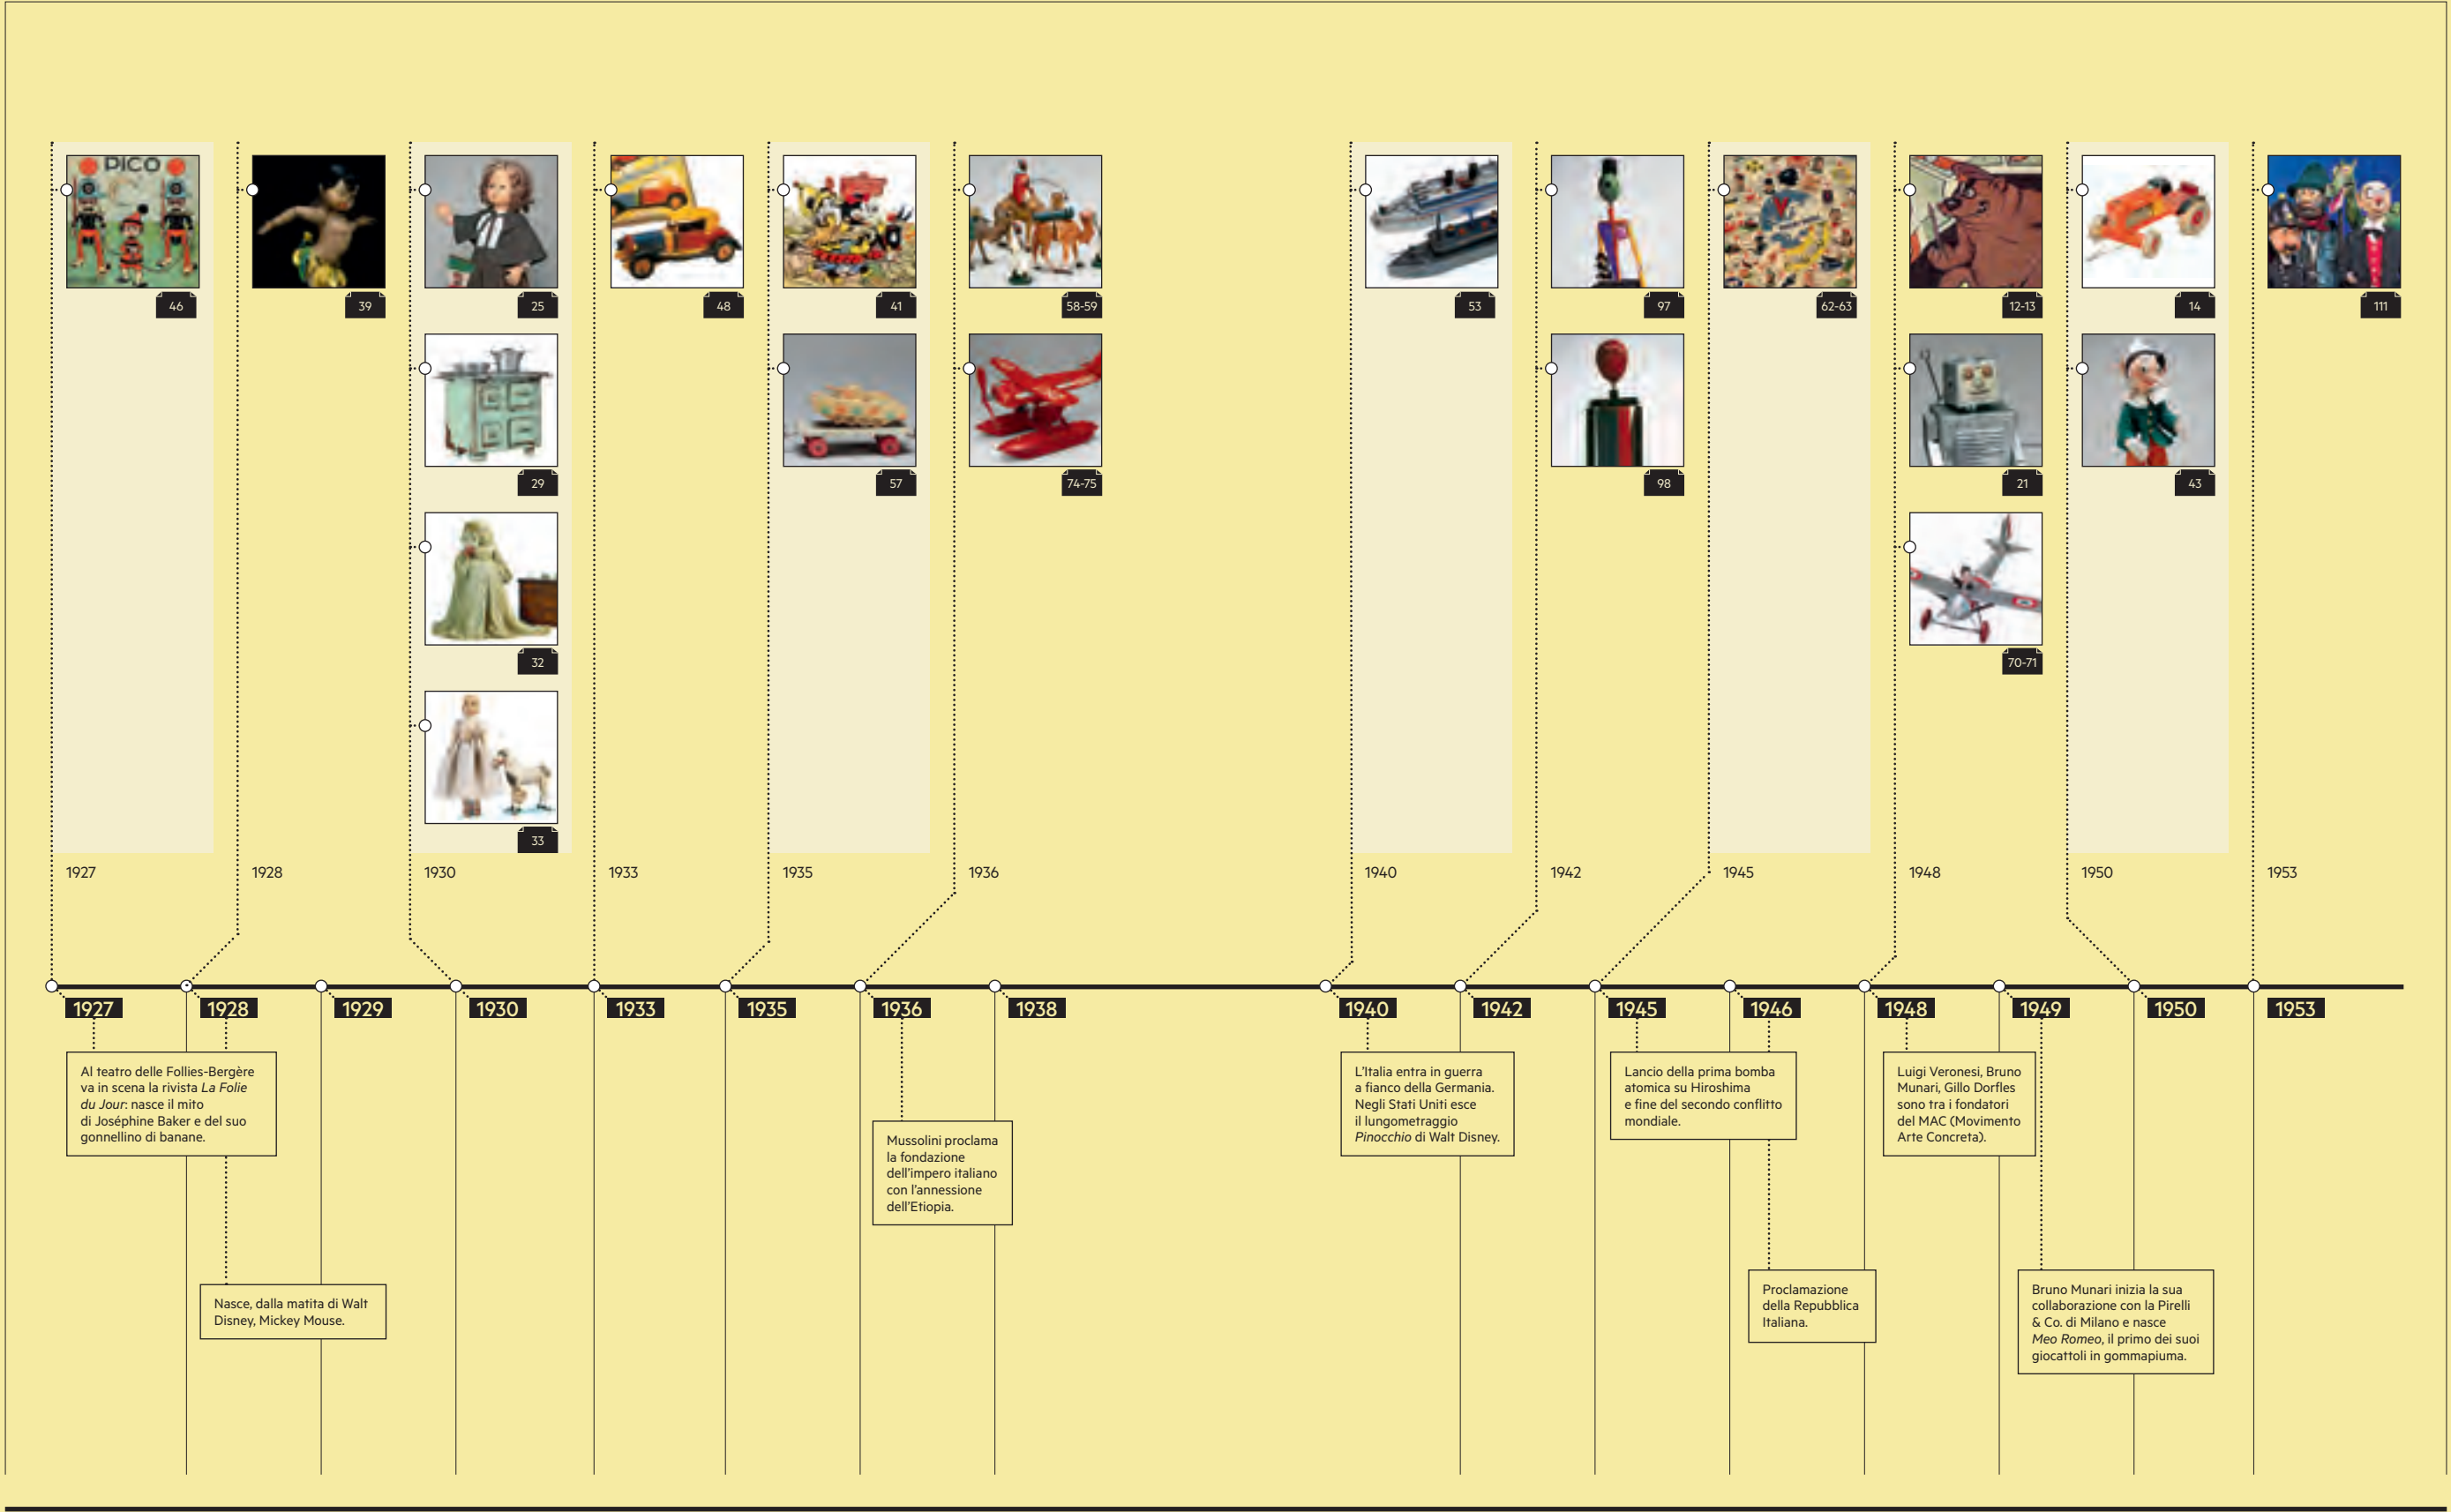 PICO
46
39
25
48
41
58-59
53
97
62-63
12-13
14
111
29
57
74-75
98
21
43
32
70-71
33
1927
1928
1930
1933
1935
1936
1940
1942
1945
1948
1950
1953
1927
1928
1929
1930
1933
1935
1936
1938
1940
1942
1945
1946
1948
1949
1950
1953
Al teatro delle Follies-Bergère
va in scena la rivista La Folie
du Jour: nasce il mito
di Joséphine Baker e del suo
gonnellino di banane.
Nasce, dalla matita di Walt
Disney, Mickey Mouse.
Mussolini proclama
la fondazione
dell'impero italiano
con l'annessione
dell'Etiopia.
L'Italia entra in guerra
a fianco della Germania.
Negli Stati Uniti esce
il lungometraggio
Pinocchio di Walt Disney.
Lancio della prima bomba
atomica su Hiroshima
e fine del secondo conflitto
mondiale.
Proclamazione
della Repubblica
Italiana.
Luigi Veronesi, Bruno
Munari, Gillo Dorfles
sono tra i fondatori
del MAC (Movimento
Arte Concreta).
Bruno Munari inizia la sua
collaborazione con la Pirelli
& Co. di Milano e nasce
Meo Romeo, il primo dei suoi
giocattoli in gommapiuma.